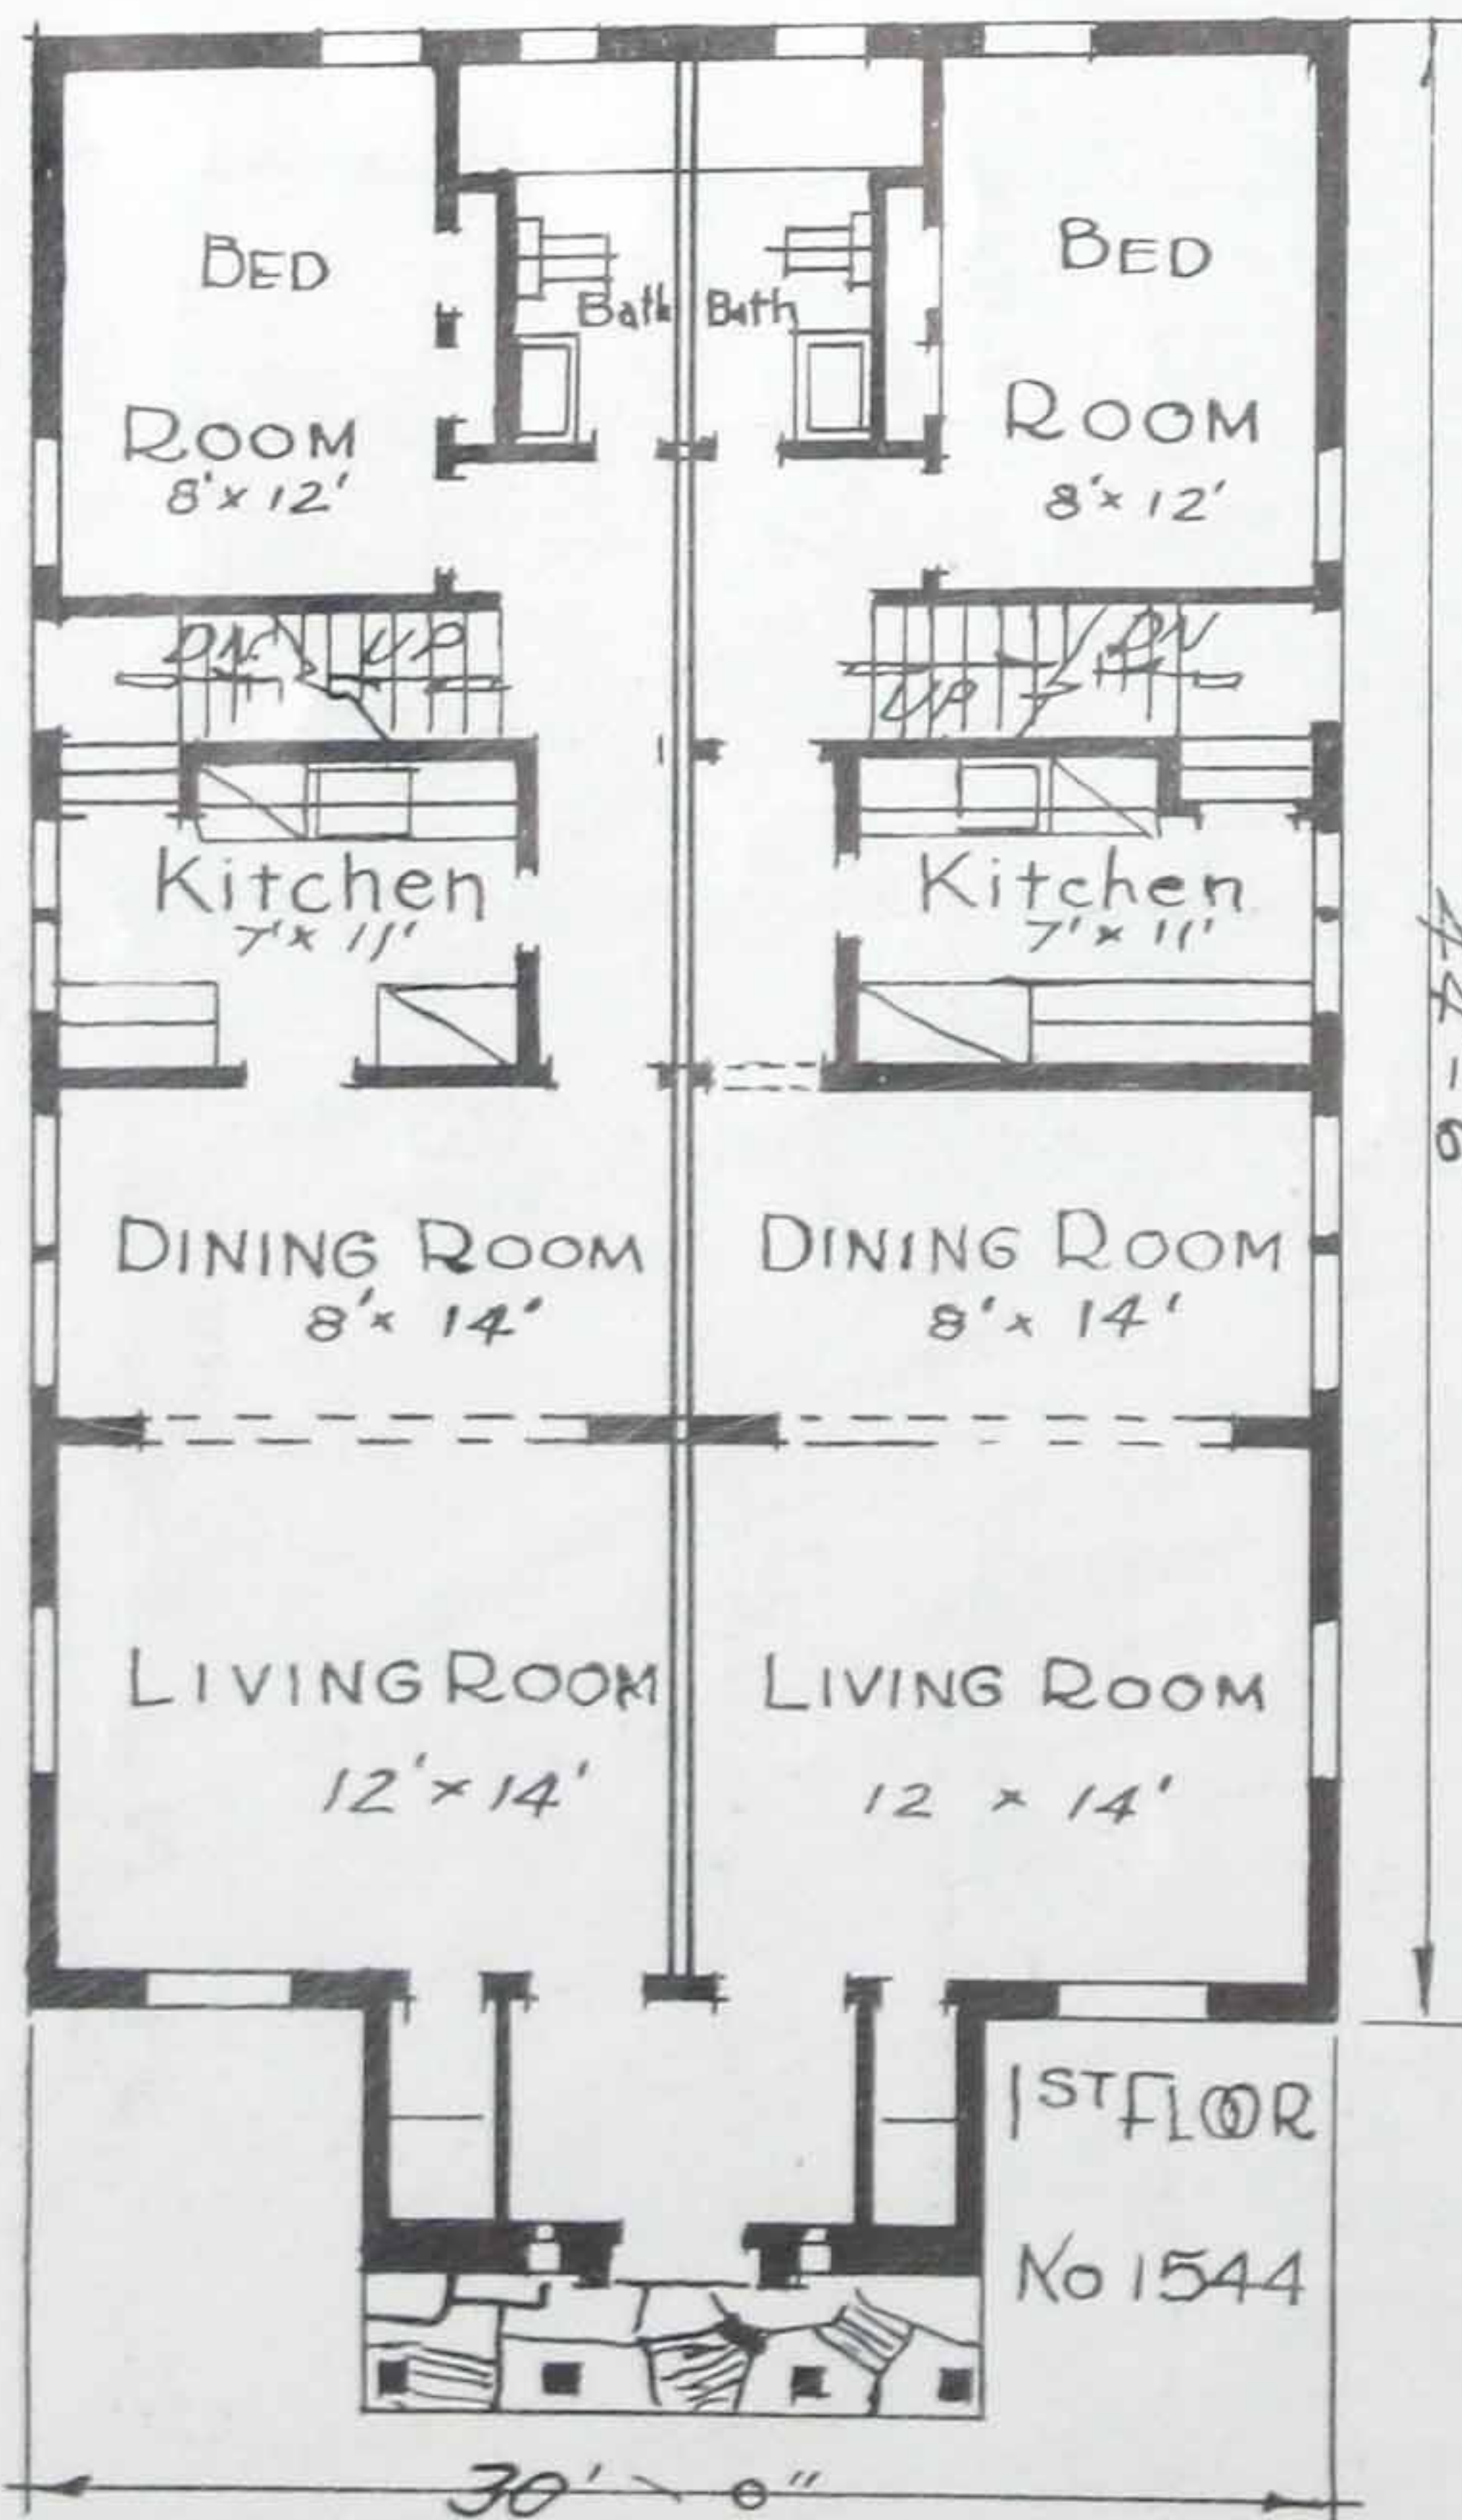 BED
ROOM
8' x 12'
Bath
Bath
BED
ROOM
8' x 12'
DN
UP
UP
DN
Kitchen
7' x 11'
Kitchen
7' x 11'
DINING ROOM
8' x 14'
DINING ROOM
8' x 14'
LIVING ROOM
12' x 14'
LIVING ROOM
12 x 14'
1ST FLOOR
No 1544
30' - 0"